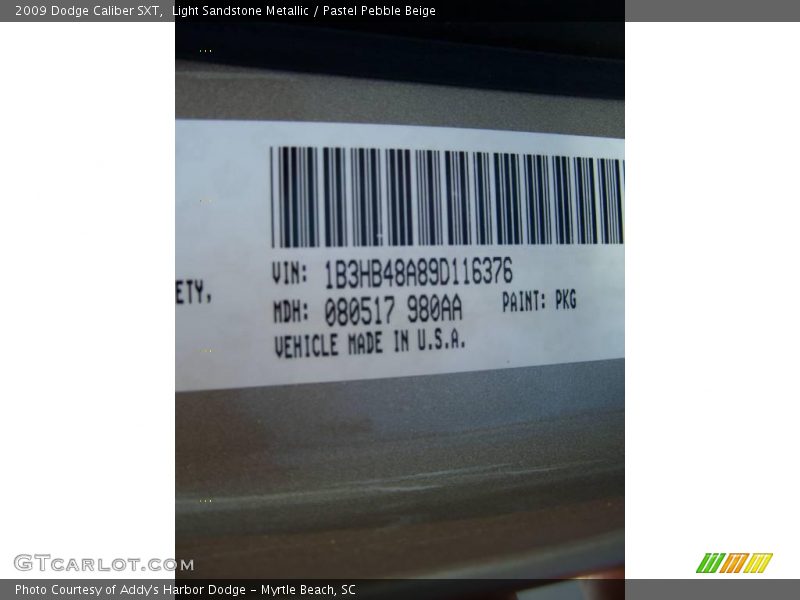 2009 Dodge Caliber SXT,  Light Sandstone Metallic / Pastel Pebble Beige
VIN: 1B3HB48A89D116376
ETY,
MDH: 080517 980AA PAINT: PKG
VEHICLE MADE IN U.S.A.
GTCARLOT.COM
Photo Courtesy of Addy's Harbor Dodge - Myrtle Beach, SC